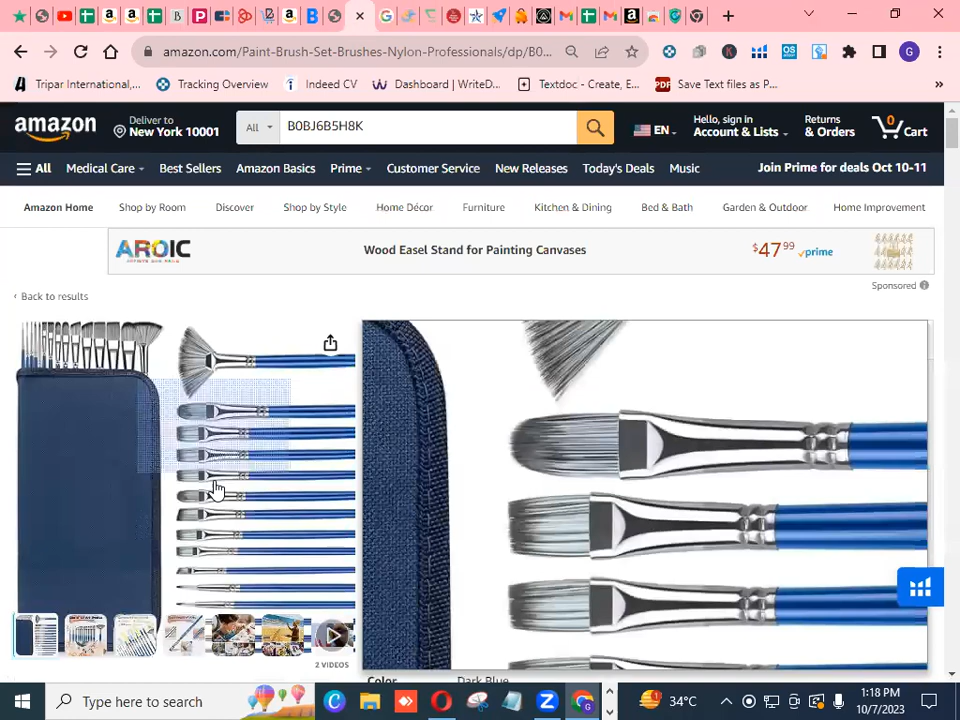 amazon.com/Paint-Brush-Set-Brushes-Nylon-Professionals/dp/B0...
G
Tripar International,...
Tracking Overview
Indeed CV
Dashboard | WriteD...
Textdoc - Create, E...
PDF
Save Text files as P...
»
amazon
Deliver to
New York 10001
All
B0BJ6B5H8K
EN
Hello, sign in
Account & Lists
Returns
& Orders
0
Cart
All
Medical Care
Best Sellers
Amazon Basics
Prime
Customer Service
New Releases
Today's Deals
Music
Join Prime for deals Oct 10-11
Amazon Home
Shop by Room
Discover
Shop by Style
Home Décor
Furniture
Kitchen & Dining
Bed & Bath
Garden & Outdoor
Home Improvement
AROIC
Wood Easel Stand for Painting Canvases
$47.99
prime
Sponsored
‹ Back to results
2 VIDEOS
Color
Dark Blue
Type here to search
34°C
1:18 PM
10/7/2023